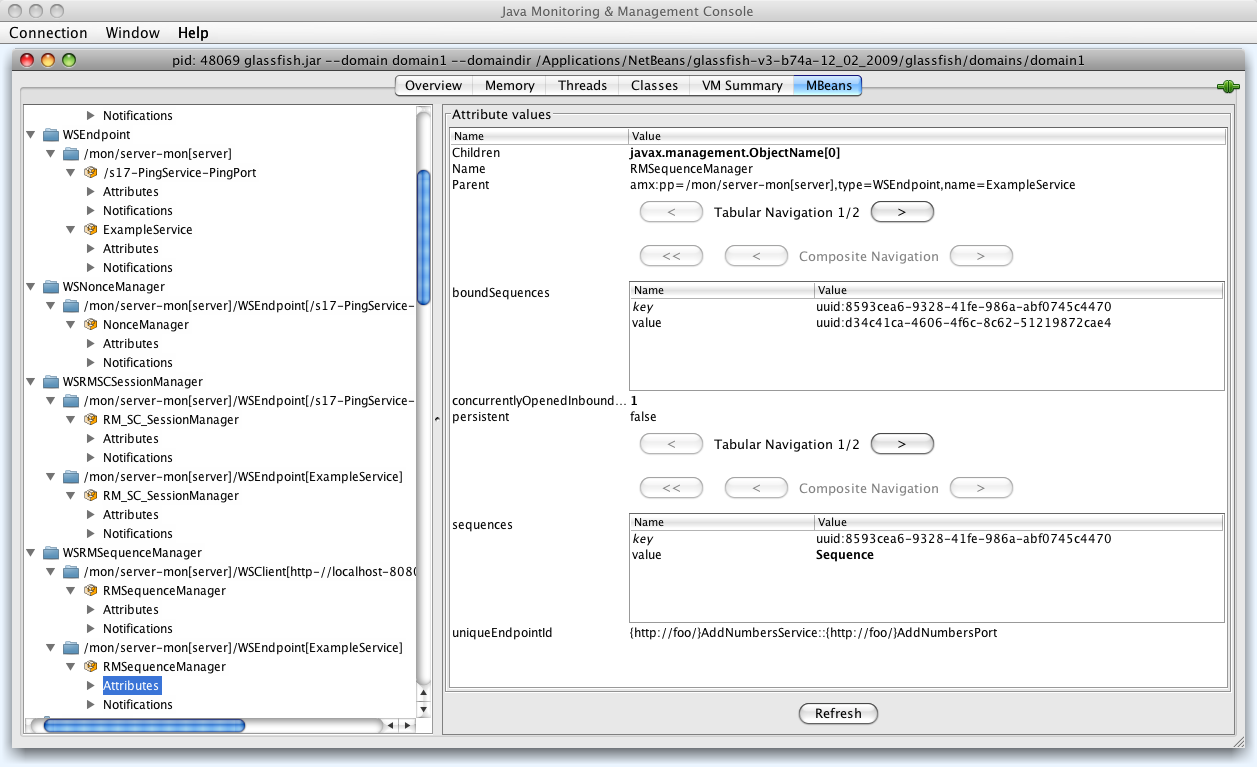 Java Monitoring & Management Console
Connection Window Help
pid: 48069 glassfish.jar --domain domain1 --domaindir /Applications/NetBeans/glassfish-v3-b74a-12_02_2009/glassfish/domains/domain1
Overview Memory Threads Classes VM Summary MBeans
Notifications
WSEndpoint
/mon/server-mon[server]
/s17-PingService-PingPort
Attributes
Notifications
ExampleService
Attributes
Notifications
WSNonceManager
/mon/server-mon[server]/WSEndpoint[/s17-PingService-
NonceManager
Attributes
Notifications
WSRMSCSessionManager
/mon/server-mon[server]/WSEndpoint[/s17-PingService-
RM_SC_SessionManager
Attributes
Notifications
/mon/server-mon[server]/WSEndpoint[ExampleService]
RM_SC_SessionManager
Attributes
Notifications
WSRMSequenceManager
/mon/server-mon[server]/WSClient[http-//localhost-8080
RMSequenceManager
Attributes
Notifications
/mon/server-mon[server]/WSEndpoint[ExampleService]
RMSequenceManager
Attributes
Notifications
Attribute values
Name Value
Children javax.management.ObjectName[0]
Name RMSequenceManager
Parent amx:pp=/mon/server-mon[server],type=WSEndpoint,name=ExampleService
< Tabular Navigation 1/2 >
<< < Composite Navigation >
boundSequences
Name Value
key uuid:8593cea6-9328-41fe-986a-abf0745c4470
value uuid:d34c41ca-4606-4f6c-8c62-51219872cae4
concurrentlyOpenedInbound... 1
persistent false
< Tabular Navigation 1/2 >
<< < Composite Navigation >
sequences
Name Value
key uuid:8593cea6-9328-41fe-986a-abf0745c4470
value Sequence
uniqueEndpointId {http://foo/}AddNumbersService::{http://foo/}AddNumbersPort
Refresh